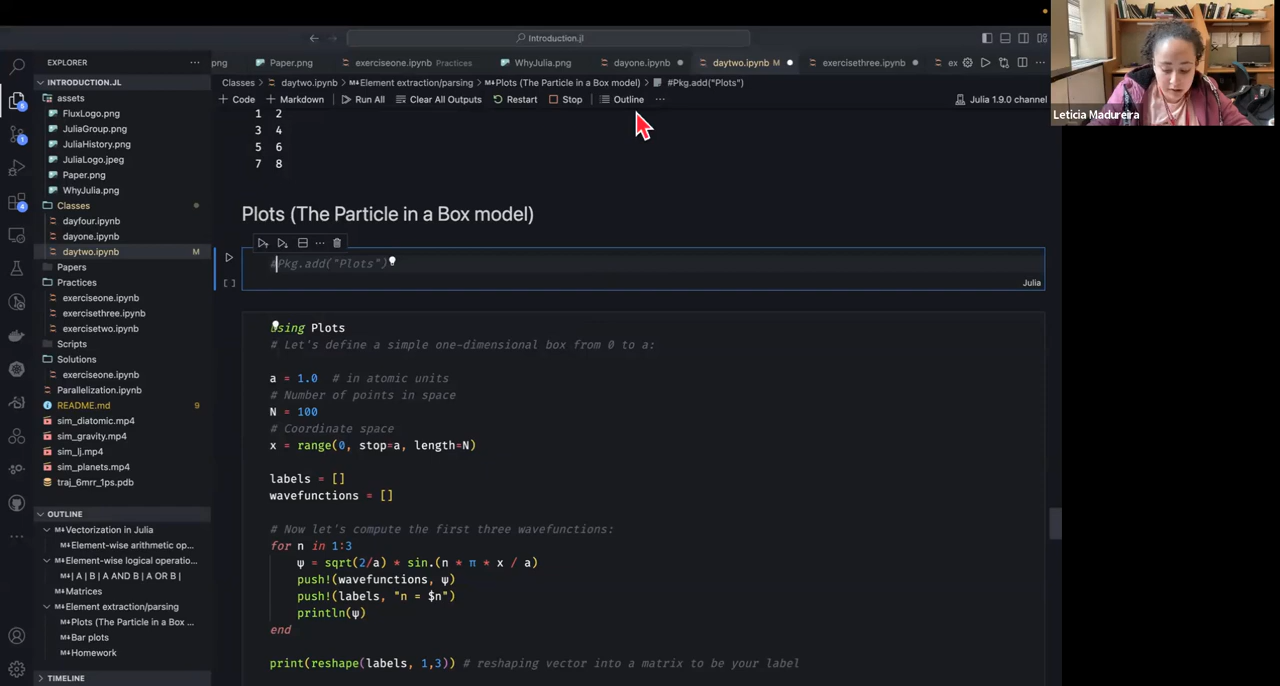 Introduction.jl
EXPLORER
INTRODUCTION.JL
assets
FluxLogo.png
JuliaGroup.png
JuliaHistory.png
JuliaLogo.jpeg
Paper.png
WhyJulia.png
Classes
dayfour.ipynb
dayone.ipynb
daytwo.ipynb M
Papers
Practices
exerciseone.ipynb
exercisethree.ipynb
exercisetwo.ipynb
Scripts
Solutions
exerciseone.ipynb
Parallelization.ipynb
README.md 9
sim_diatomic.mp4
sim_gravity.mp4
sim_lj.mp4
sim_planets.mp4
traj_6mrr_1ps.pdb
OUTLINE
Vectorization in Julia
Element-wise arithmetic op...
Element-wise logical operatio...
| A | B | A AND B | A OR B |
Matrices
Element extraction/parsing
Plots (The Particle in a Box ...
Bar plots
Homework
TIMELINE
png Paper.png exerciseone.ipynb Practices WhyJulia.png dayone.ipynb daytwo.ipynb M exercisethree.ipynb ex
Classes > daytwo.ipynb > Element extraction/parsing > Plots (The Particle in a Box model) > #Pkg.add("Plots")
+ Code + Markdown Run All Clear All Outputs Restart Stop Outline ... Julia 1.9.0 channel
1 2
3 4
5 6
7 8
Plots (The Particle in a Box model)
#Pkg.add("Plots")
[ ] Julia
using Plots
# Let's define a simple one-dimensional box from 0 to a:
a = 1.0 # in atomic units
# Number of points in space
N = 100
# Coordinate space
x = range(0, stop=a, length=N)
labels = []
wavefunctions = []
# Now let's compute the first three wavefunctions:
for n in 1:3
ψ = sqrt(2/a) * sin.(n * π * x / a)
push!(wavefunctions, ψ)
push!(labels, "n = $n")
println(ψ)
end
print(reshape(labels, 1,3)) # reshaping vector into a matrix to be your label
Leticia Madureira